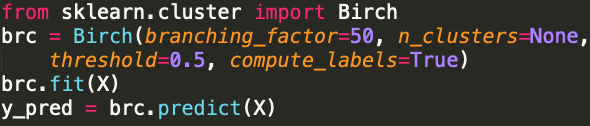 from sklearn.cluster import Birch
brc = Birch(branching_factor=50, n_clusters=None,
    threshold=0.5, compute_labels=True)
brc.fit(X)
y_pred = brc.predict(X)